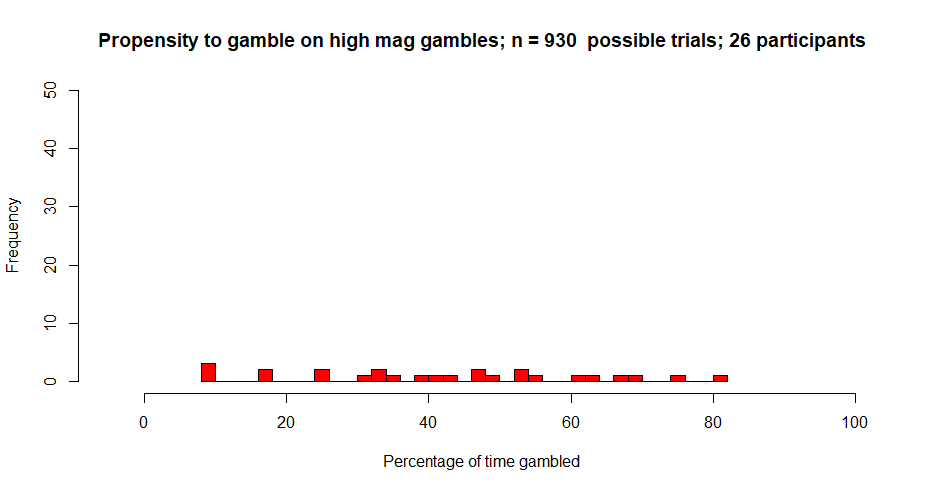 Propensity to gamble on high mag gambles; n = 930  possible trials; 26 participants
50
40
30
20
10
0
Frequency
0 20 40 60 80 100
Percentage of time gambled